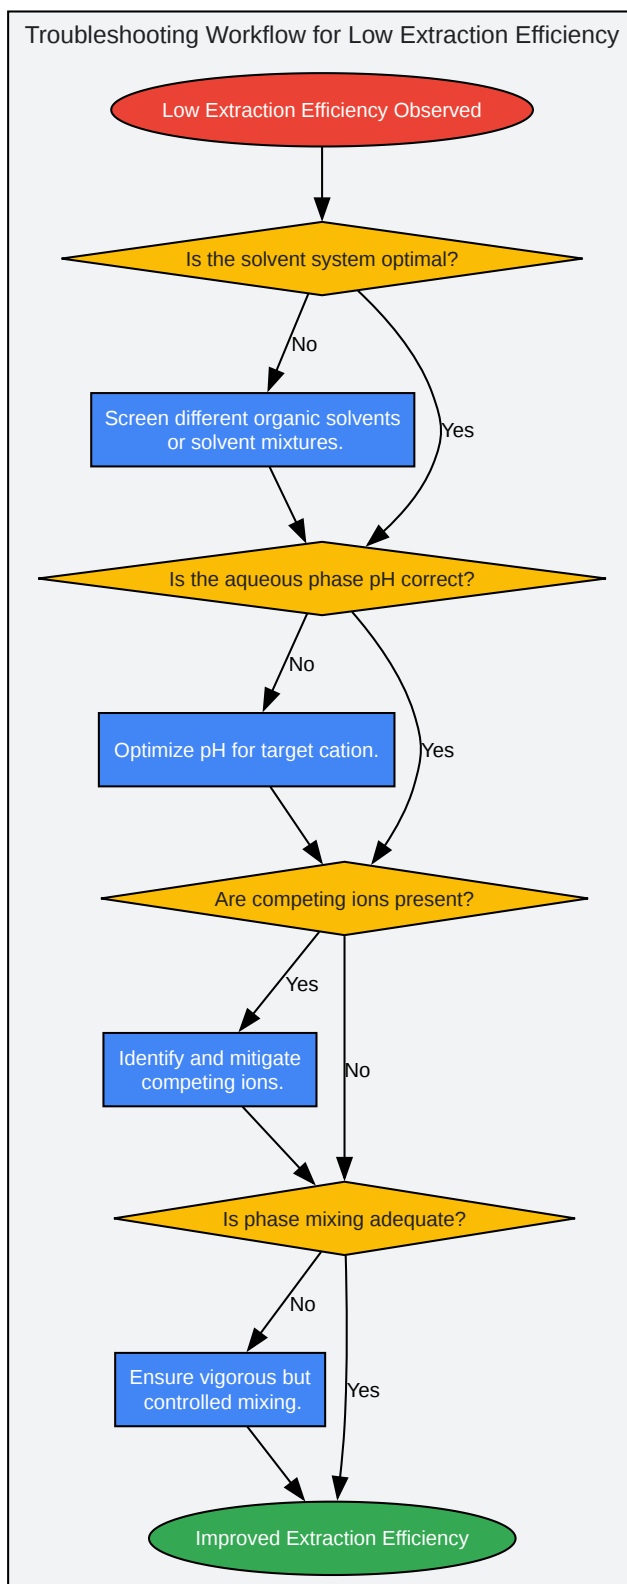 Troubleshooting Workflow for Low Extraction Efficiency
Low Extraction Efficiency Observed
Is the solvent system optimal?
No
Screen different organic solvents
or solvent mixtures.
Yes
Is the aqueous phase pH correct?
No
Optimize pH for target cation.
Yes
Are competing ions present?
Yes
Identify and mitigate
competing ions.
No
Is phase mixing adequate?
No
Ensure vigorous but
controlled mixing.
Yes
Improved Extraction Efficiency